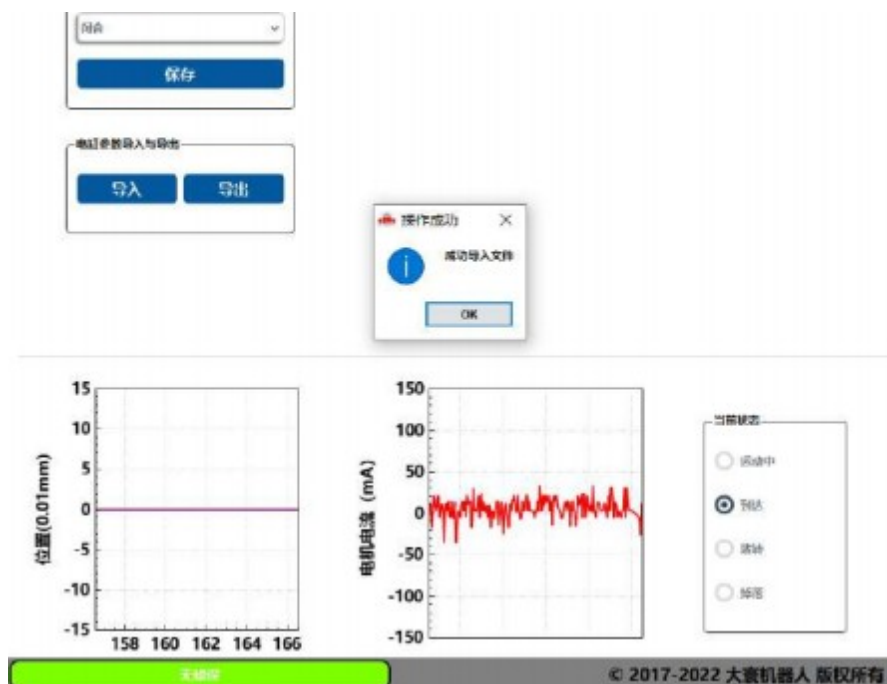 闭合
保存
电缸参数导入与导出
导入 导出
操作成功
成功导入文件
OK
15
10
5
0
-5
-10
-15
位置(0.01mm)
158 160 162 164 166
150
100
50
0
-50
-100
-150
电机电流 (mA)
当前状态
运动中
到达
堵转
掉落
无错误
© 2017-2022 大寰机器人 版权所有